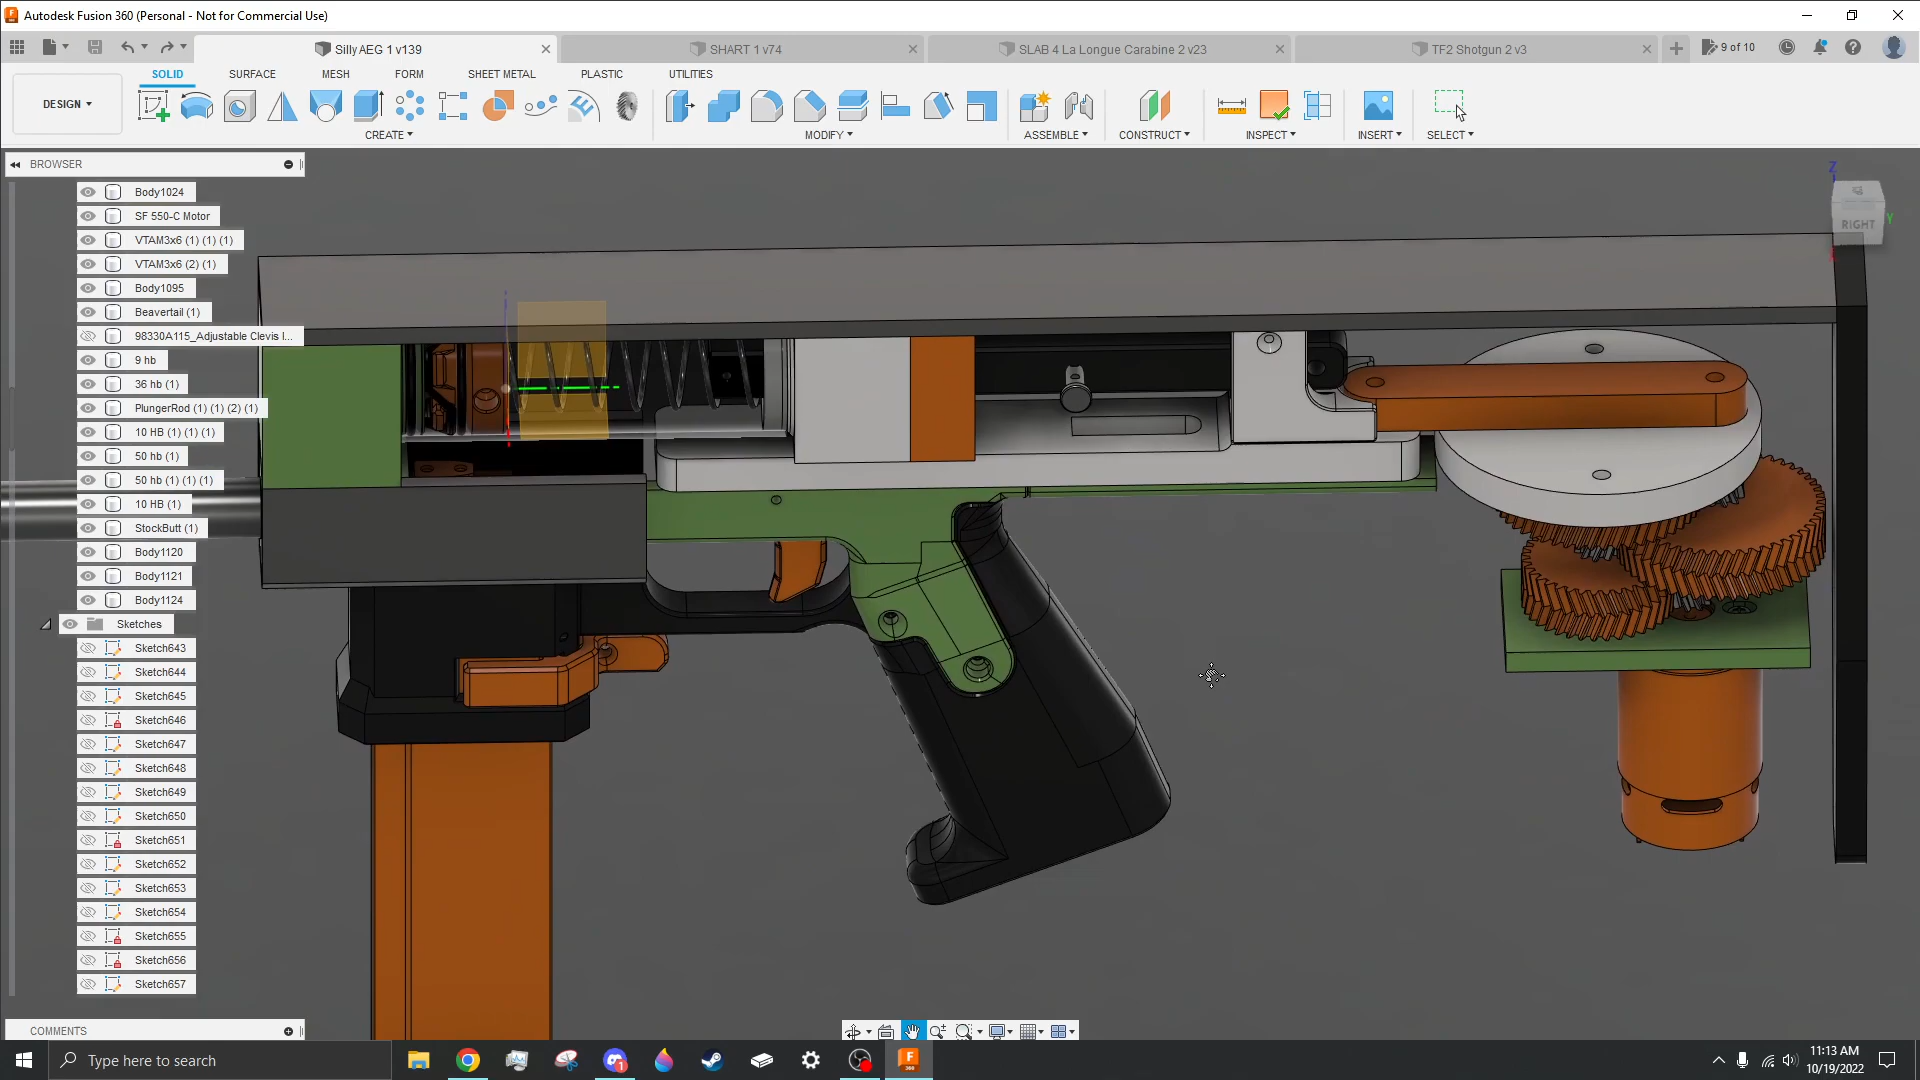 Autodesk Fusion 360 (Personal - Not for Commercial Use)
Silly AEG 1 v139
SHART 1 v74
SLAB 4 La Longue Carabine 2 v23
TF2 Shotgun 2 v3
9 of 10
DESIGN
SOLID
SURFACE
MESH
FORM
SHEET METAL
PLASTIC
UTILITIES
CREATE
MODIFY
ASSEMBLE
CONSTRUCT
INSPECT
INSERT
SELECT
BROWSER
Body1024
SF 550-C Motor
VTAM3x6 (1) (1) (1)
VTAM3x6 (2) (1)
Body1095
Beavertail (1)
98330A115_Adjustable Clevis I...
9 hb
36 hb (1)
PlungerRod (1) (1) (2) (1)
10 HB (1) (1) (1)
50 hb (1)
50 hb (1) (1) (1)
10 HB (1)
StockButt (1)
Body1120
Body1121
Body1124
Sketches
Sketch643
Sketch644
Sketch645
Sketch646
Sketch647
Sketch648
Sketch649
Sketch650
Sketch651
Sketch652
Sketch653
Sketch654
Sketch655
Sketch656
Sketch657
Z
RIGHT
Y
COMMENTS
Type here to search
1
F
360
11:13 AM
10/19/2022